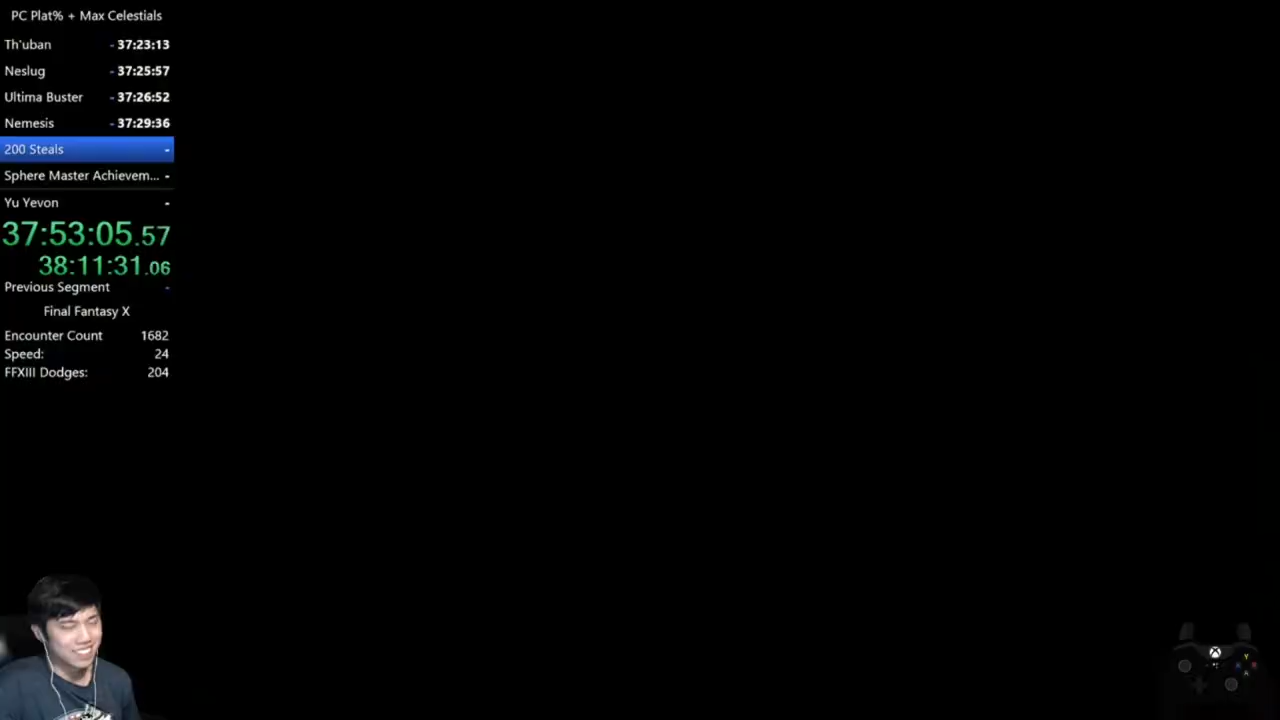 PC Plat% + Max Celestials
Th'uban - 37:23:13
Neslug - 37:25:57
Ultima Buster - 37:26:52
Nemesis - 37:29:36
200 Steals -
Sphere Master Achievem... -
Yu Yevon -
37:53:05.57
38:11:31.06
Previous Segment -
Final Fantasy X
Encounter Count 1682
Speed: 24
FFXIII Dodges: 204